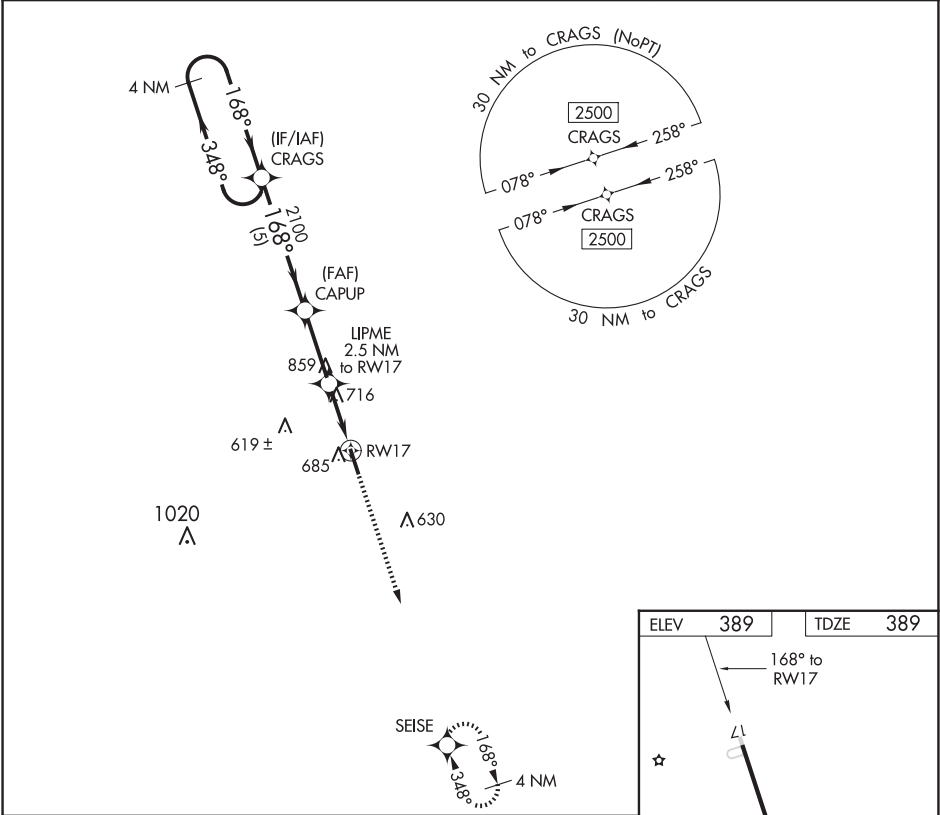 30 NM to CRAGS (NoPT)
2500
CRAGS
258°
078°
258°
078°
CRAGS
2500
30 NM to CRAGS
4 NM
168°
348°
(IF/IAF)
CRAGS
2100
168°
(5)
(FAF)
CAPUP
LIPME
2.5 NM
to RW17
859
716
619 ±
685
RW17
1020
630
SEISE
168°
348°
4 NM
ELEV 389
TDZE 389
168° to
RW17
17